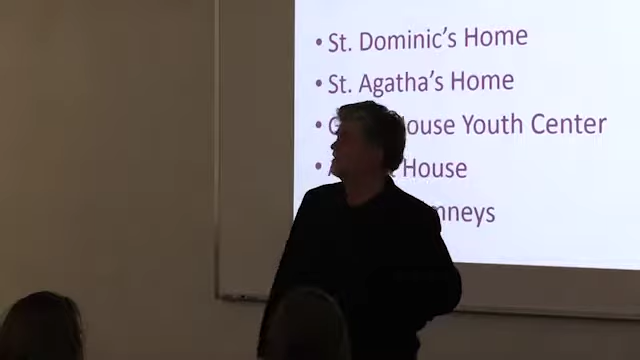 • St. Dominic's Home
• St. Agatha's Home
• House Youth Center
• House